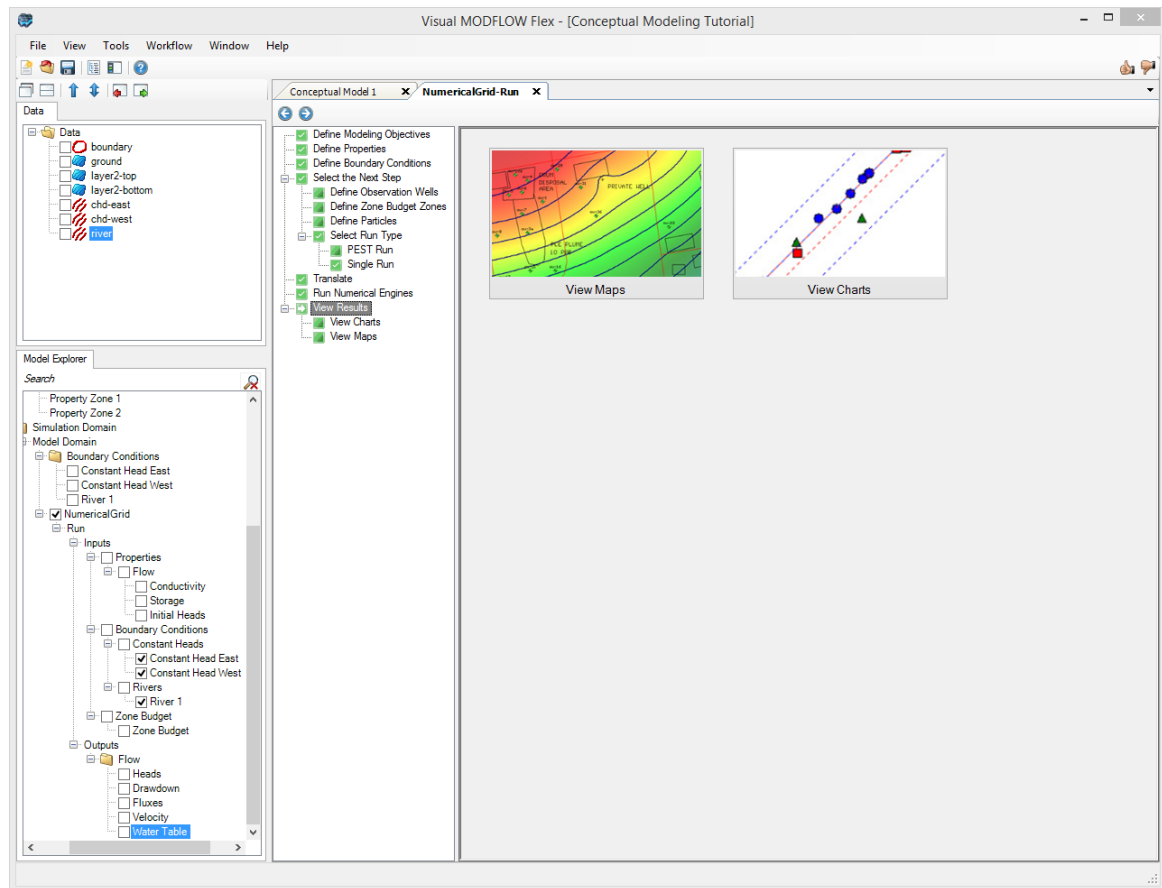 Visual MODFLOW Flex - [Conceptual Modeling Tutorial]
File View Tools Workflow Window Help
Data
Data
boundary
ground
layer2-top
layer2-bottom
chd-east
chd-west
river
Model Explorer
Search
Property Zone 1
Property Zone 2
Simulation Domain
Model Domain
Boundary Conditions
Constant Head East
Constant Head West
River 1
NumericalGrid
Run
Inputs
Properties
Flow
Conductivity
Storage
Initial Heads
Boundary Conditions
Constant Heads
Constant Head East
Constant Head West
Rivers
River 1
Zone Budget
Zone Budget
Outputs
Flow
Heads
Drawdown
Fluxes
Velocity
Water Table
Conceptual Model 1 NumericalGrid-Run
Define Modeling Objectives
Define Properties
Define Boundary Conditions
Select the Next Step
Define Observation Wells
Define Zone Budget Zones
Define Particles
Select Run Type
PEST Run
Single Run
Translate
Run Numerical Engines
View Results
View Charts
View Maps
DISPOSAL
AREA
PRIVATE WELL
View Maps
View Charts